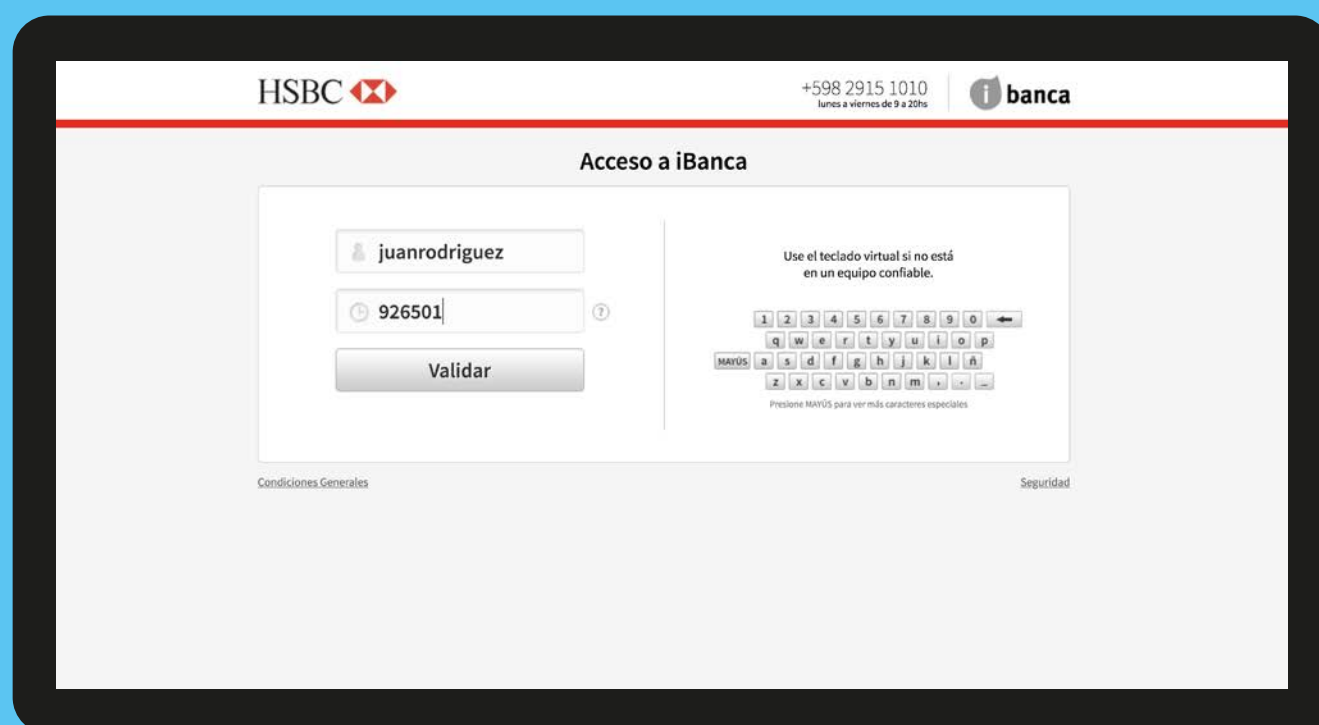 HSBC
+598 2915 1010
lunes a viernes de 9 a 20hs
i banca
Acceso a iBanca
juanrodriguez
926501
?
Validar
Use el teclado virtual si no está
en un equipo confiable.
1 2 3 4 5 6 7 8 9 0
q w e r t y u i o p
MAYÚS a s d f g h j k l ñ
z x c v b n m , . _
Presione MAYÚS para ver más caracteres especiales
Condiciones Generales
Seguridad